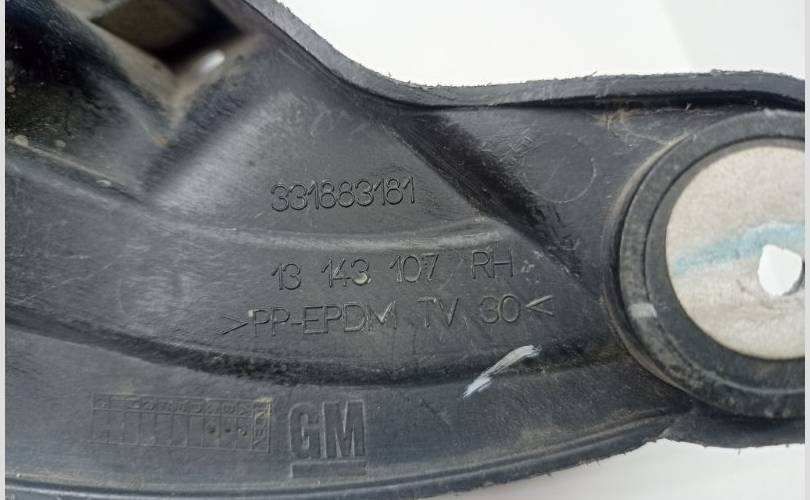 331883181
13 143 107 RH
>PP-EPDM TV 30<
GM